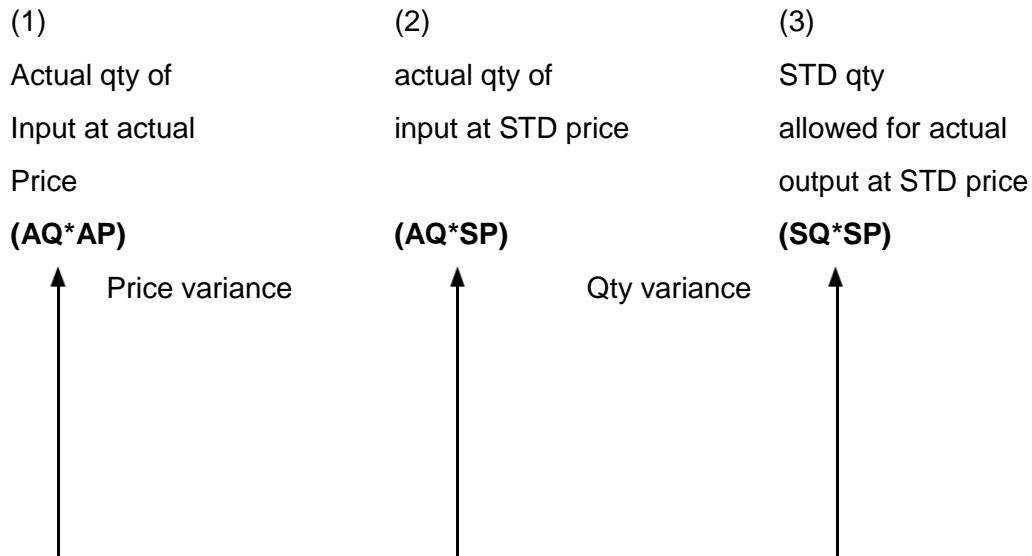 (1)
Actual qty of
Input at actual
Price
(AQ*AP)
(2)
actual qty of
input at STD price
(AQ*SP)
(3)
STD qty
allowed for actual
output at STD price
(SQ*SP)
Price variance
Qty variance